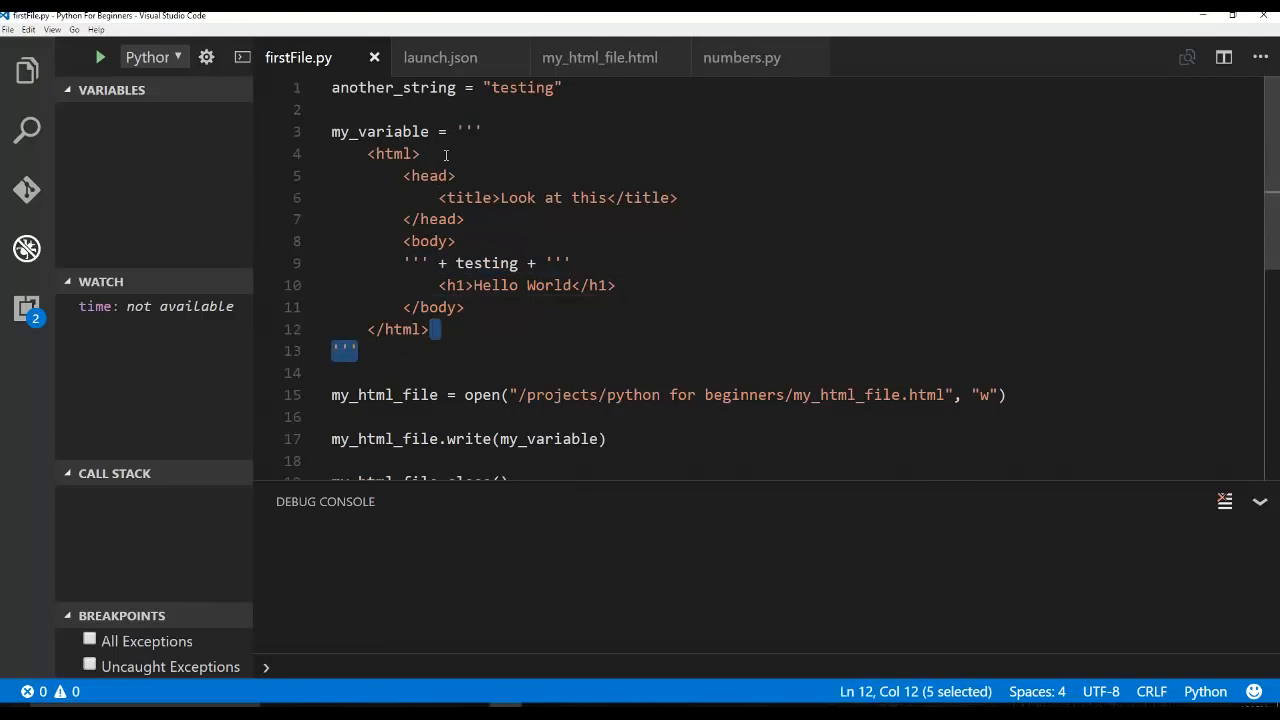 firstFile.py - Python For Beginners - Visual Studio Code
File Edit View Go Help
Python
firstFile.py
launch.json
my_html_file.html
numbers.py
VARIABLES
WATCH
time: not available
CALL STACK
BREAKPOINTS
All Exceptions
Uncaught Exceptions
2
1 another_string = "testing"
2
3 my_variable = '''
4 <html>
5 <head>
6 <title>Look at this</title>
7 </head>
8 <body>
9 ''' + testing + '''
10 <h1>Hello World</h1>
11 </body>
12 </html>
13 '''
14
15 my_html_file = open("/projects/python for beginners/my_html_file.html", "w")
16
17 my_html_file.write(my_variable)
18
19 my_html_file.close()
DEBUG CONSOLE
0 0
Ln 12, Col 12 (5 selected) Spaces: 4 UTF-8 CRLF Python